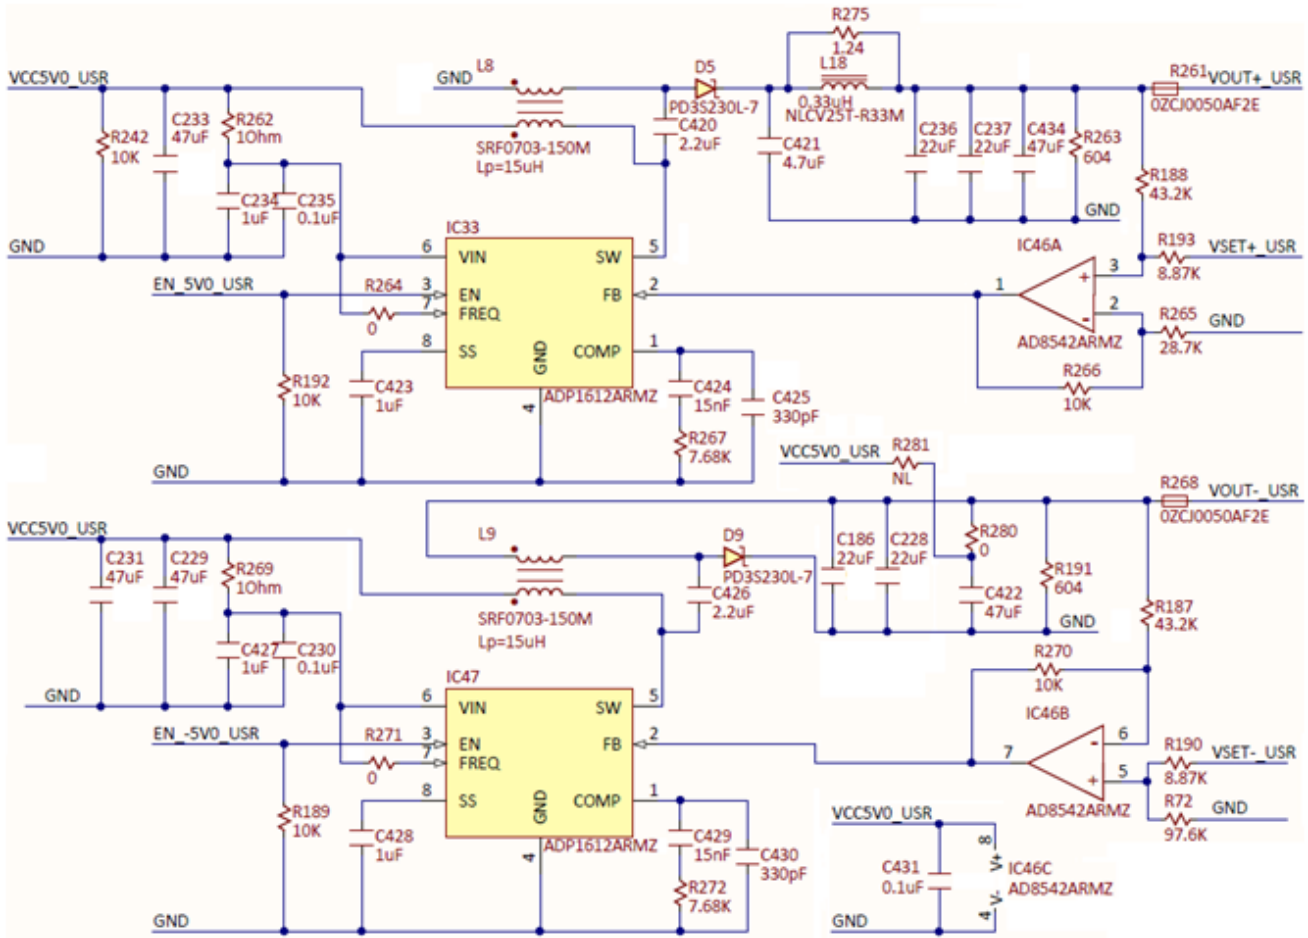 R275
1.24
L18
0.33uH
NLCV25T-R33M
VCC5V0_USR
GND
L8
D5
PD3S230L-7
R261
VOUT+_USR
0ZCJ0050AF2E
R242
10K
C233
47uF
R262
1Ohm
SRF0703-150M
Lp=15uH
C420
2.2uF
C421
4.7uF
C236
22uF
C237
22uF
C434
47uF
R263
604
R188
43.2K
C234
1uF
C235
0.1uF
GND
GND
IC33
6
VIN
SW
5
3
EN
FB
2
7
FREQ
8
SS
COMP
1
GND
4
ADP1612ARMZ
EN_5V0_USR
R264
0
IC46A
R193
VSET+_USR
8.87K
1
3
+
2
-
AD8542ARMZ
R265
GND
28.7K
R266
10K
R192
10K
C423
1uF
C424
15nF
C425
330pF
R267
7.68K
GND
VCC5V0_USR
R281
NL
R268
VOUT-_USR
0ZCJ0050AF2E
VCC5V0_USR
L9
D9
PD3S230L-7
C231
47uF
C229
47uF
R269
1Ohm
SRF0703-150M
Lp=15uH
C426
2.2uF
C186
22uF
C228
22uF
R280
0
C422
47uF
R191
604
R187
43.2K
GND
C427
1uF
C230
0.1uF
GND
R270
10K
IC47
6
VIN
SW
5
3
EN
FB
2
7
FREQ
8
SS
COMP
1
GND
4
ADP1612ARMZ
EN_-5V0_USR
R271
0
IC46B
7
6
-
5
+
AD8542ARMZ
R190
VSET-_USR
8.87K
R72
GND
97.6K
R189
10K
C428
1uF
C429
15nF
C430
330pF
R272
7.68K
GND
VCC5V0_USR
C431
0.1uF
8
V+
V-
4
IC46C
AD8542ARMZ
GND